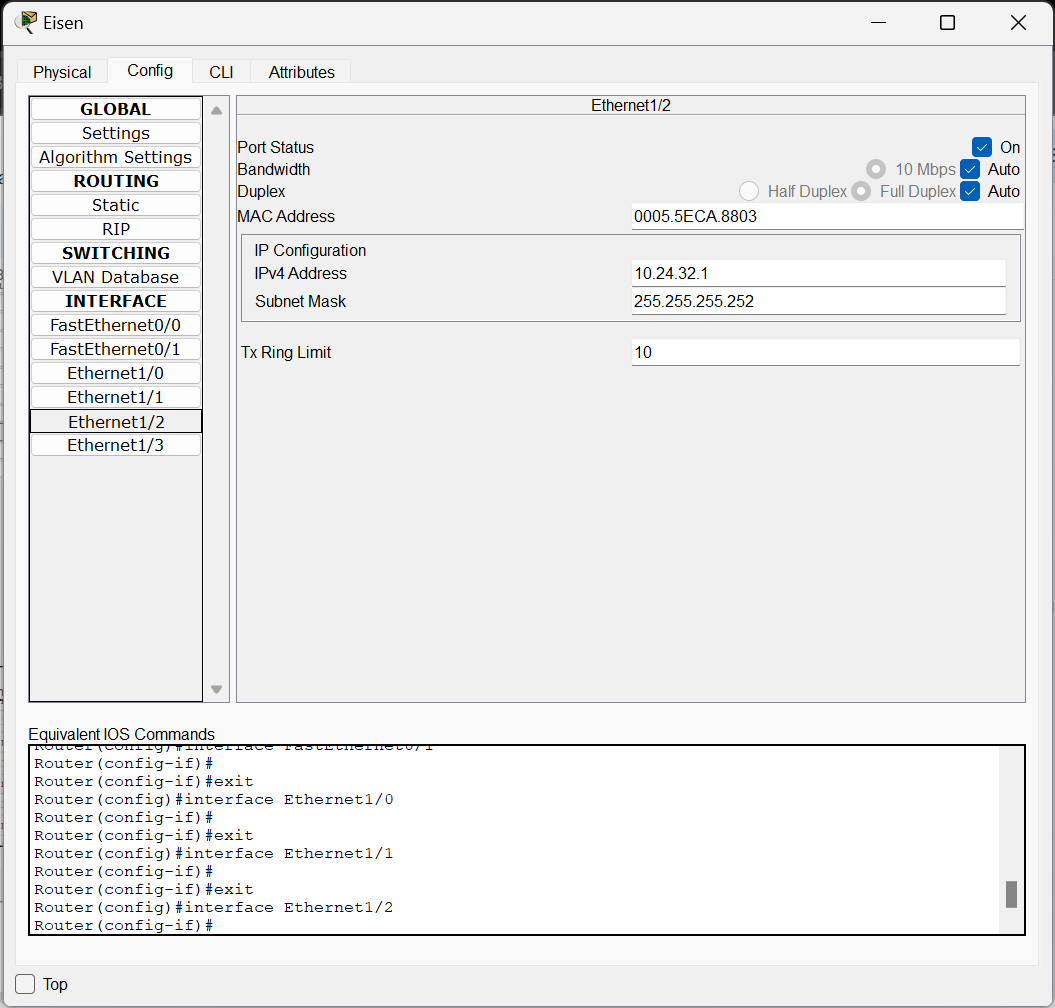 Eisen
Physical Config CLI Attributes
GLOBAL
Settings
Algorithm Settings
ROUTING
Static
RIP
SWITCHING
VLAN Database
INTERFACE
FastEthernet0/0
FastEthernet0/1
Ethernet1/0
Ethernet1/1
Ethernet1/2
Ethernet1/3
Ethernet1/2
Port Status On
Bandwidth 10 Mbps Auto
Duplex Half Duplex Full Duplex Auto
MAC Address 0005.5ECA.8803
IP Configuration
IPv4 Address 10.24.32.1
Subnet Mask 255.255.255.252
Tx Ring Limit 10
Equivalent IOS Commands
Router(config)#interface FastEthernet0/1
Router(config-if)#
Router(config-if)#exit
Router(config)#interface Ethernet1/0
Router(config-if)#
Router(config-if)#exit
Router(config)#interface Ethernet1/1
Router(config-if)#
Router(config-if)#exit
Router(config)#interface Ethernet1/2
Router(config-if)#
Top